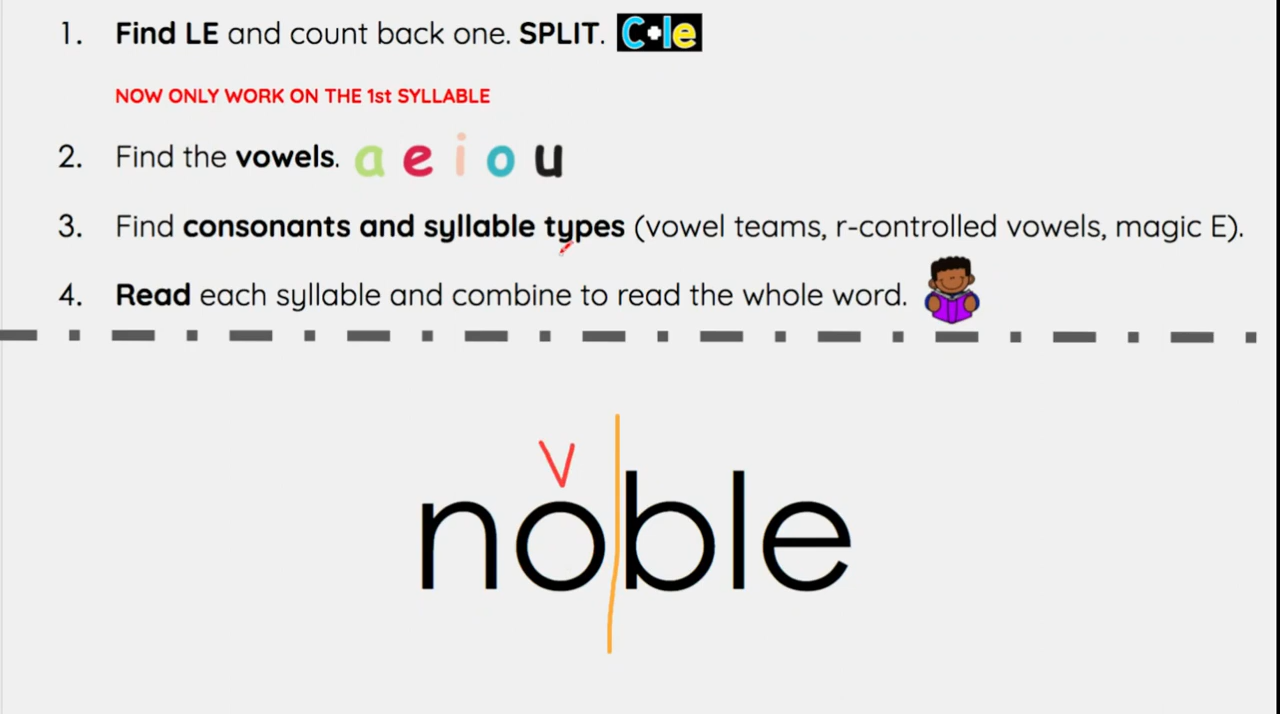 1. Find LE and count back one. SPLIT. C+le
NOW ONLY WORK ON THE 1st SYLLABLE
2. Find the vowels. a e i o u
3. Find consonants and syllable types (vowel teams, r-controlled vowels, magic E).
4. Read each syllable and combine to read the whole word.
V
noble